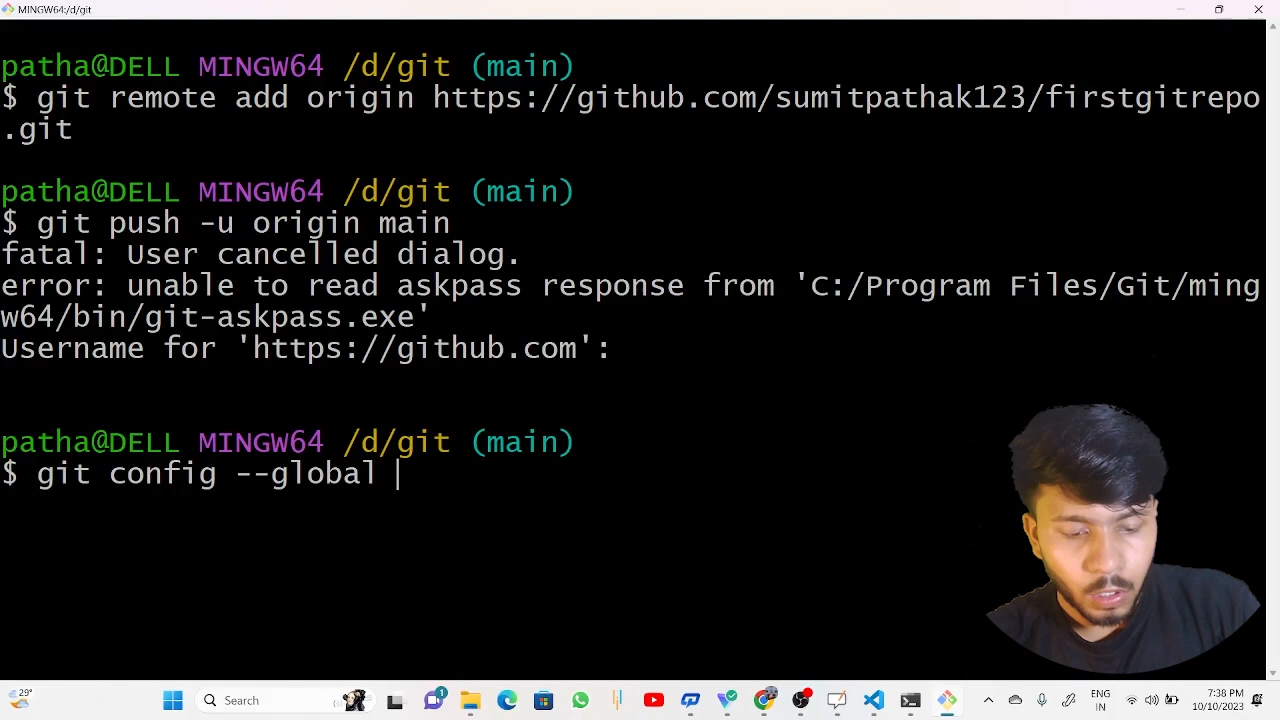 MINGW64:/d/git
patha@DELL MINGW64 /d/git (main)
$ git remote add origin https://github.com/sumitpathak123/firstgitrepo
.git
patha@DELL MINGW64 /d/git (main)
$ git push -u origin main
fatal: User cancelled dialog.
error: unable to read askpass response from 'C:/Program Files/Git/ming
w64/bin/git-askpass.exe'
Username for 'https://github.com':
patha@DELL MINGW64 /d/git (main)
$ git config --global
29°
Search
1
ENG
IN
7:38 PM
10/10/2023